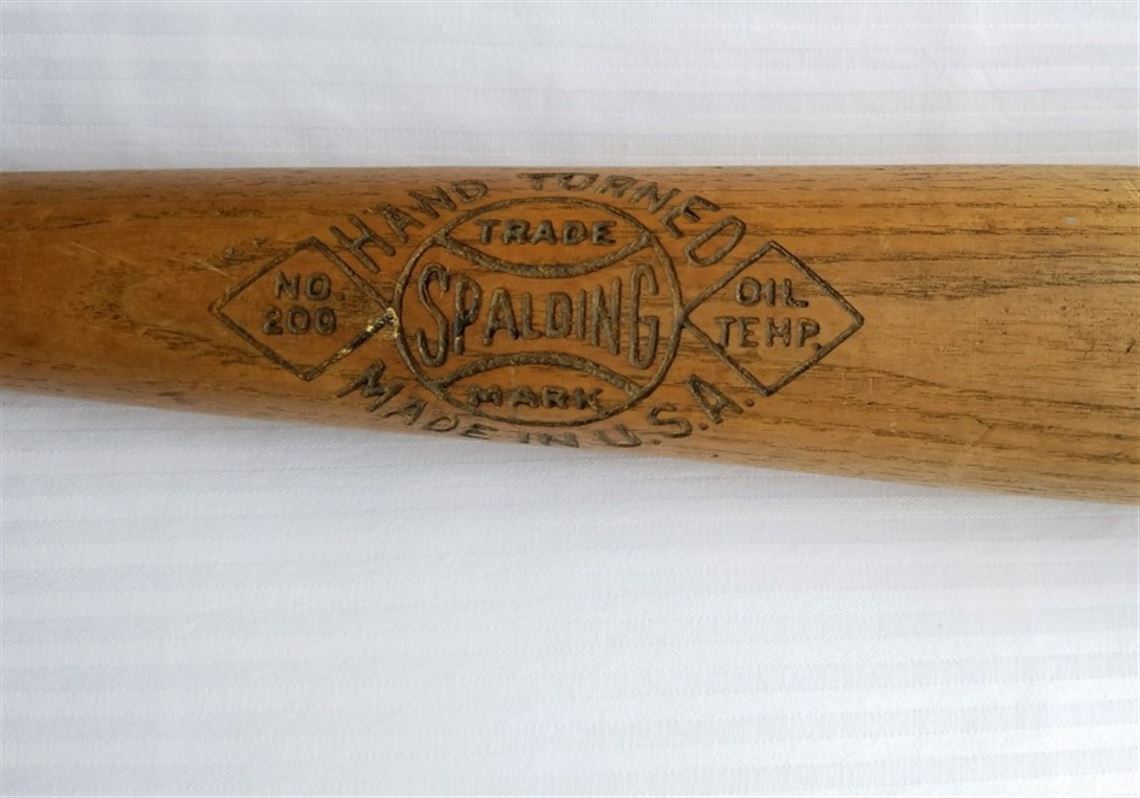 HAND TURNED
TRADE
SPALDING
MARK
MADE IN U.S.A.
NO.
200
OIL
TEMP.